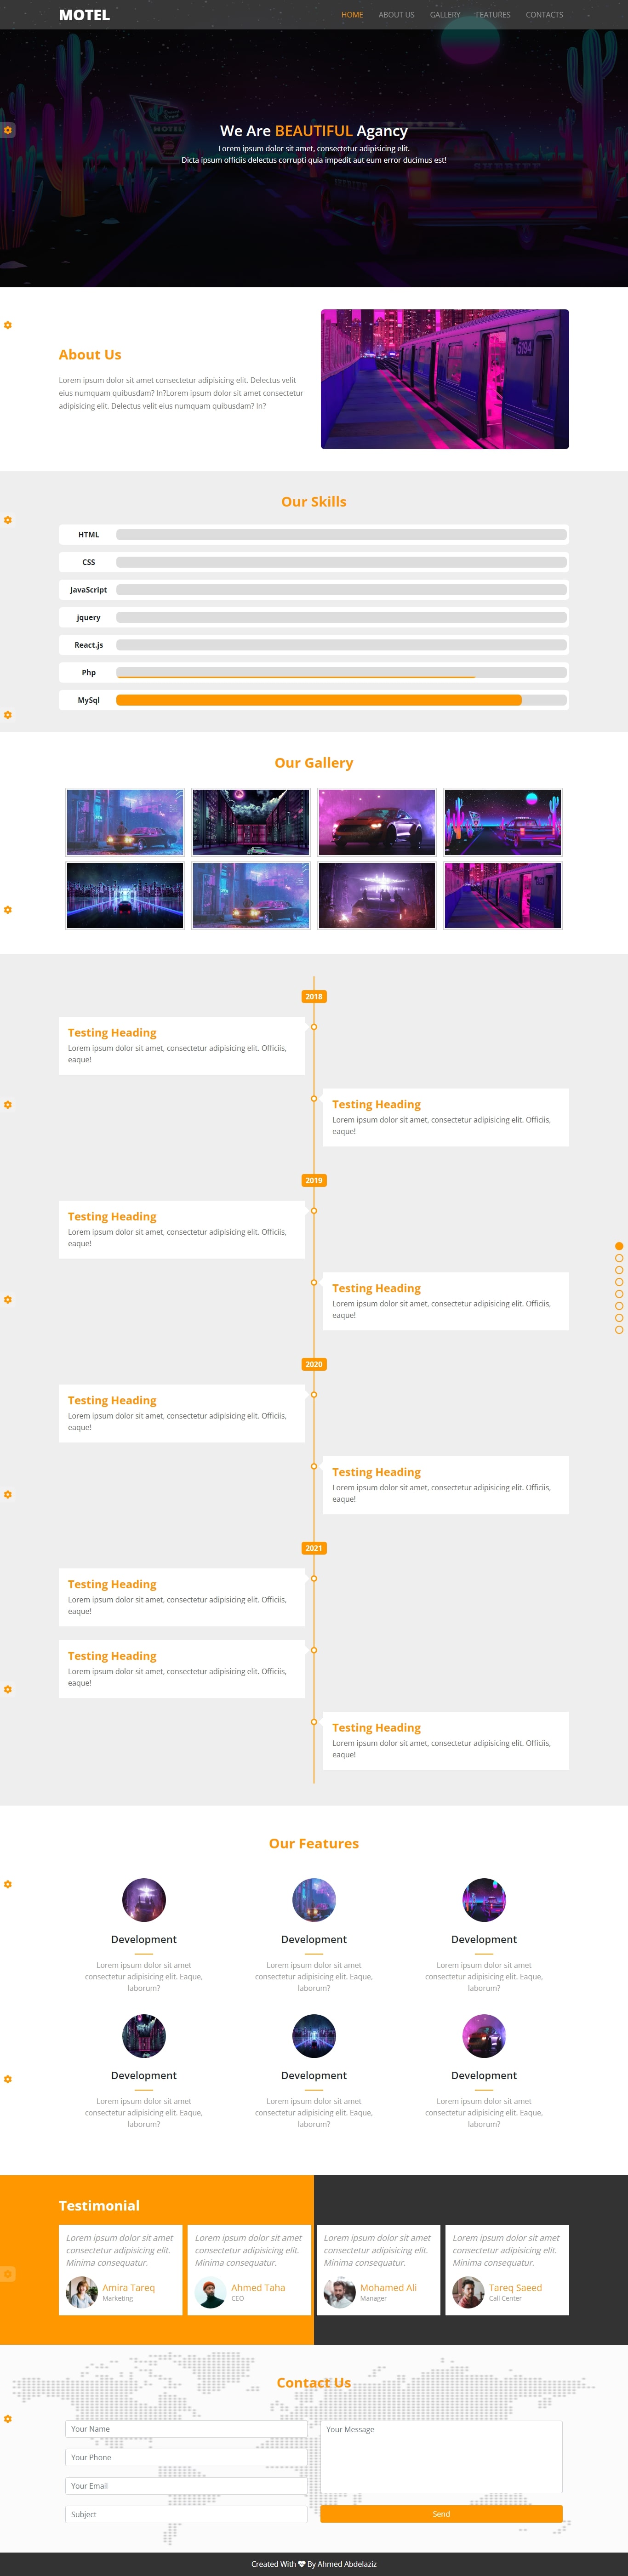 MOTEL
HOME ABOUT US GALLERY FEATURES CONTACTS
MOTEL
SHERIFF
We Are BEAUTIFUL Agency
Lorem ipsum dolor sit amet, consectetur adipisicing elit.
Dicta ipsum officiis delectus corrupti quia impedit aut eum error ducimus est!
About Us
Lorem ipsum dolor sit amet consectetur adipisicing elit. Delectus velit
eius numquam quibusdam? In?Lorem ipsum dolor sit amet consectetur
adipisicing elit. Delectus velit eius numquam quibusdam? In?
5194
Our Skills
HTML
CSS
JavaScript
jquery
React.js
Php
MySql
Our Gallery
2018
Testing Heading
Lorem ipsum dolor sit amet, consectetur adipisicing elit. Officiis,
eaque!
Testing Heading
Lorem ipsum dolor sit amet, consectetur adipisicing elit. Officiis,
eaque!
2019
Testing Heading
Lorem ipsum dolor sit amet, consectetur adipisicing elit. Officiis,
eaque!
Testing Heading
Lorem ipsum dolor sit amet, consectetur adipisicing elit. Officiis,
eaque!
2020
Testing Heading
Lorem ipsum dolor sit amet, consectetur adipisicing elit. Officiis,
eaque!
Testing Heading
Lorem ipsum dolor sit amet, consectetur adipisicing elit. Officiis,
eaque!
2021
Testing Heading
Lorem ipsum dolor sit amet, consectetur adipisicing elit. Officiis,
eaque!
Testing Heading
Lorem ipsum dolor sit amet, consectetur adipisicing elit. Officiis,
eaque!
Testing Heading
Lorem ipsum dolor sit amet, consectetur adipisicing elit. Officiis,
eaque!
Our Features
Development
Lorem ipsum dolor sit amet
consectetur adipisicing elit. Eaque,
laborum?
Development
Lorem ipsum dolor sit amet
consectetur adipisicing elit. Eaque,
laborum?
Development
Lorem ipsum dolor sit amet
consectetur adipisicing elit. Eaque,
laborum?
Development
Lorem ipsum dolor sit amet
consectetur adipisicing elit. Eaque,
laborum?
Development
Lorem ipsum dolor sit amet
consectetur adipisicing elit. Eaque,
laborum?
Development
Lorem ipsum dolor sit amet
consectetur adipisicing elit. Eaque,
laborum?
Testimonial
Lorem ipsum dolor sit amet
consectetur adipisicing elit.
Minima consequatur.
Amira Tareq
Marketing
Lorem ipsum dolor sit amet
consectetur adipisicing elit.
Minima consequatur.
Ahmed Taha
CEO
Lorem ipsum dolor sit amet
consectetur adipisicing elit.
Minima consequatur.
Mohamed Ali
Manager
Lorem ipsum dolor sit amet
consectetur adipisicing elit.
Minima consequatur.
Tareq Saeed
Call Center
Contact Us
Your Name
Your Phone
Your Email
Subject
Your Message
Send
Created With By Ahmed Abdelaziz